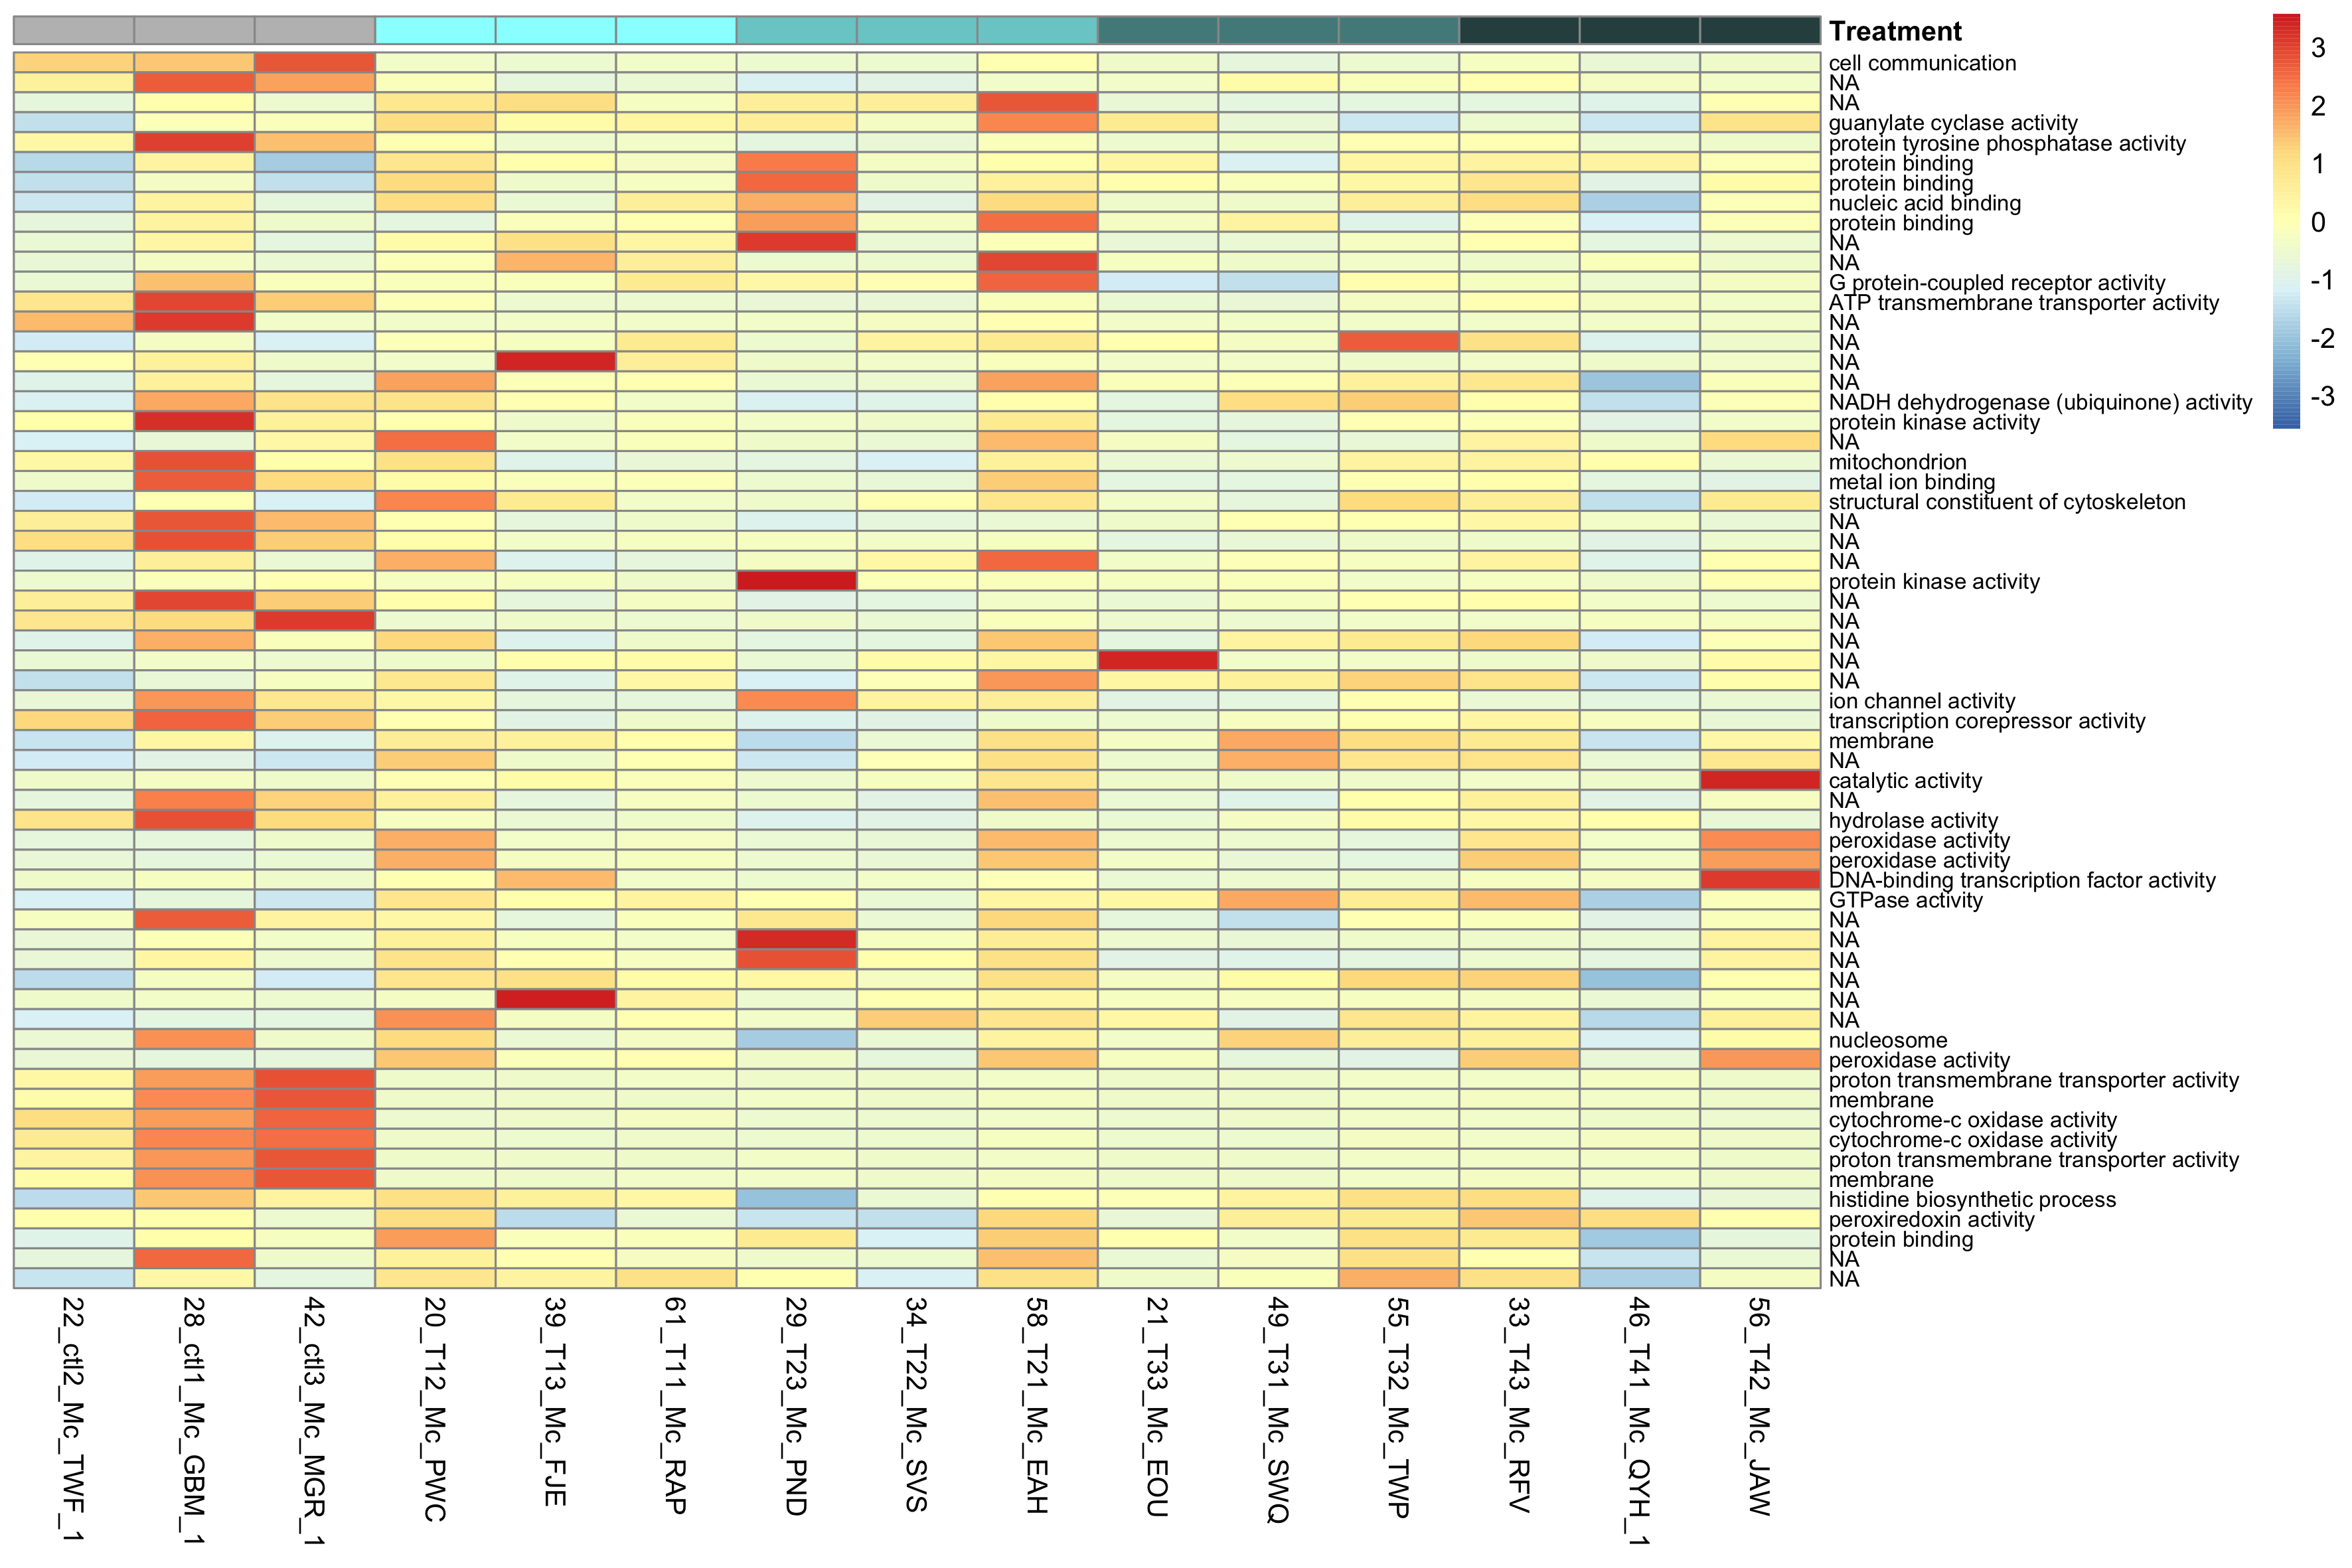 Treatment
cell communication
NA
NA
guanylate cyclase activity
protein tyrosine phosphatase activity
protein binding
protein binding
nucleic acid binding
protein binding
NA
NA
G protein-coupled receptor activity
ATP transmembrane transporter activity
NA
NA
NA
NA
NADH dehydrogenase (ubiquinone) activity
protein kinase activity
NA
mitochondrion
metal ion binding
structural constituent of cytoskeleton
NA
NA
NA
protein kinase activity
NA
NA
NA
NA
NA
ion channel activity
transcription corepressor activity
membrane
NA
catalytic activity
NA
hydrolase activity
peroxidase activity
peroxidase activity
DNA-binding transcription factor activity
GTPase activity
NA
NA
NA
NA
NA
NA
nucleosome
peroxidase activity
proton transmembrane transporter activity
membrane
cytochrome-c oxidase activity
cytochrome-c oxidase activity
proton transmembrane transporter activity
membrane
histidine biosynthetic process
peroxiredoxin activity
protein binding
NA
NA
3
2
1
0
-1
-2
-3
22_ctl2_Mc_TWF_1
28_ctl1_Mc_GBM_1
42_ctl3_Mc_MGR_1
20_T12_Mc_PWC
39_T13_Mc_FJE
61_T11_Mc_RAP
29_T23_Mc_PND
34_T22_Mc_SVS
58_T21_Mc_EAH
21_T33_Mc_EOU
49_T31_Mc_SWQ
55_T32_Mc_TWP
33_T43_Mc_RFV
46_T41_Mc_QYH_1
56_T42_Mc_JAW